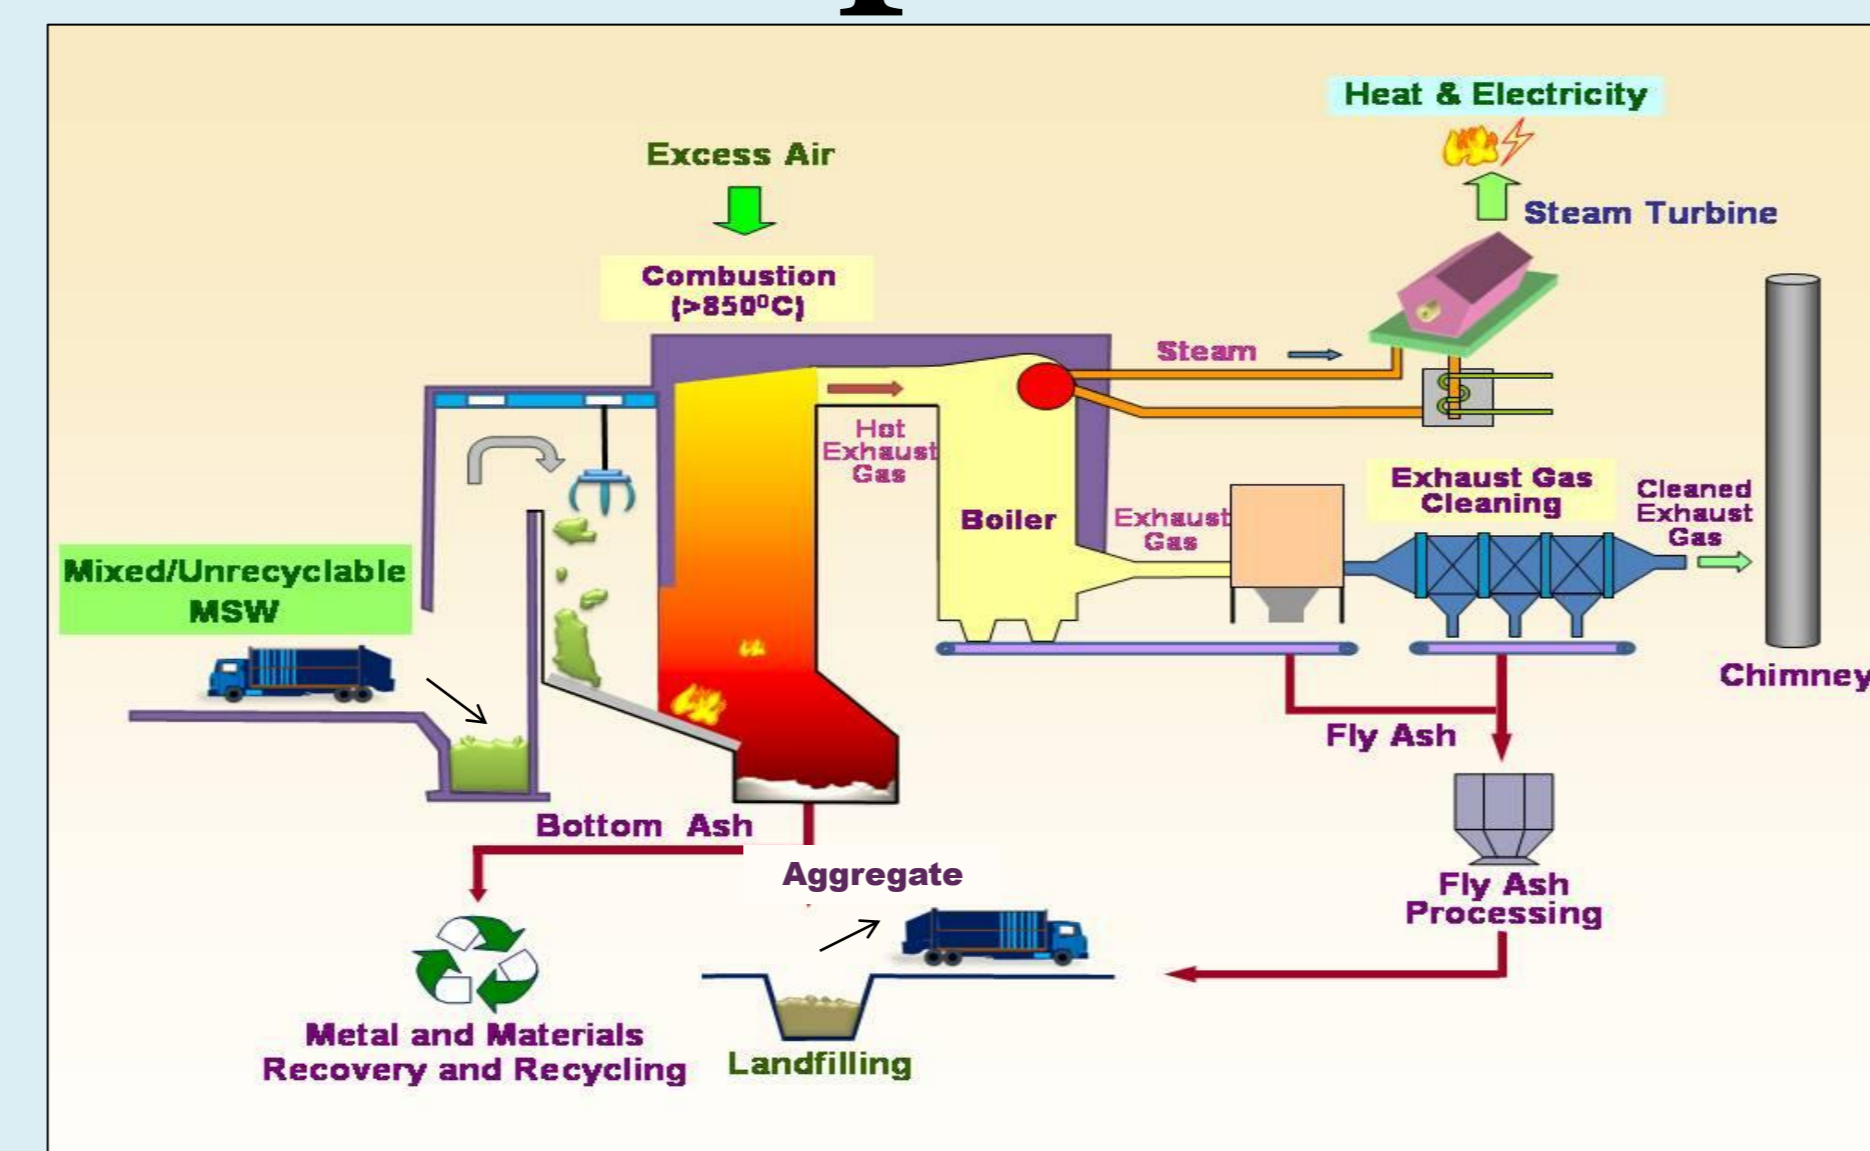 Heat & Electricity
Excess Air
Steam Turbine
Combustion
(>850⁰C)
Steam
Hot
Exhaust
Gas
Exhaust Gas
Cleaning
Cleaned
Exhaust
Gas
Boiler
Exhaust
Gas
Mixed/Unrecyclable
MSW
Chimney
Fly Ash
Bottom Ash
Aggregate
Fly Ash
Processing
Metal and Materials
Recovery and Recycling
Landfilling